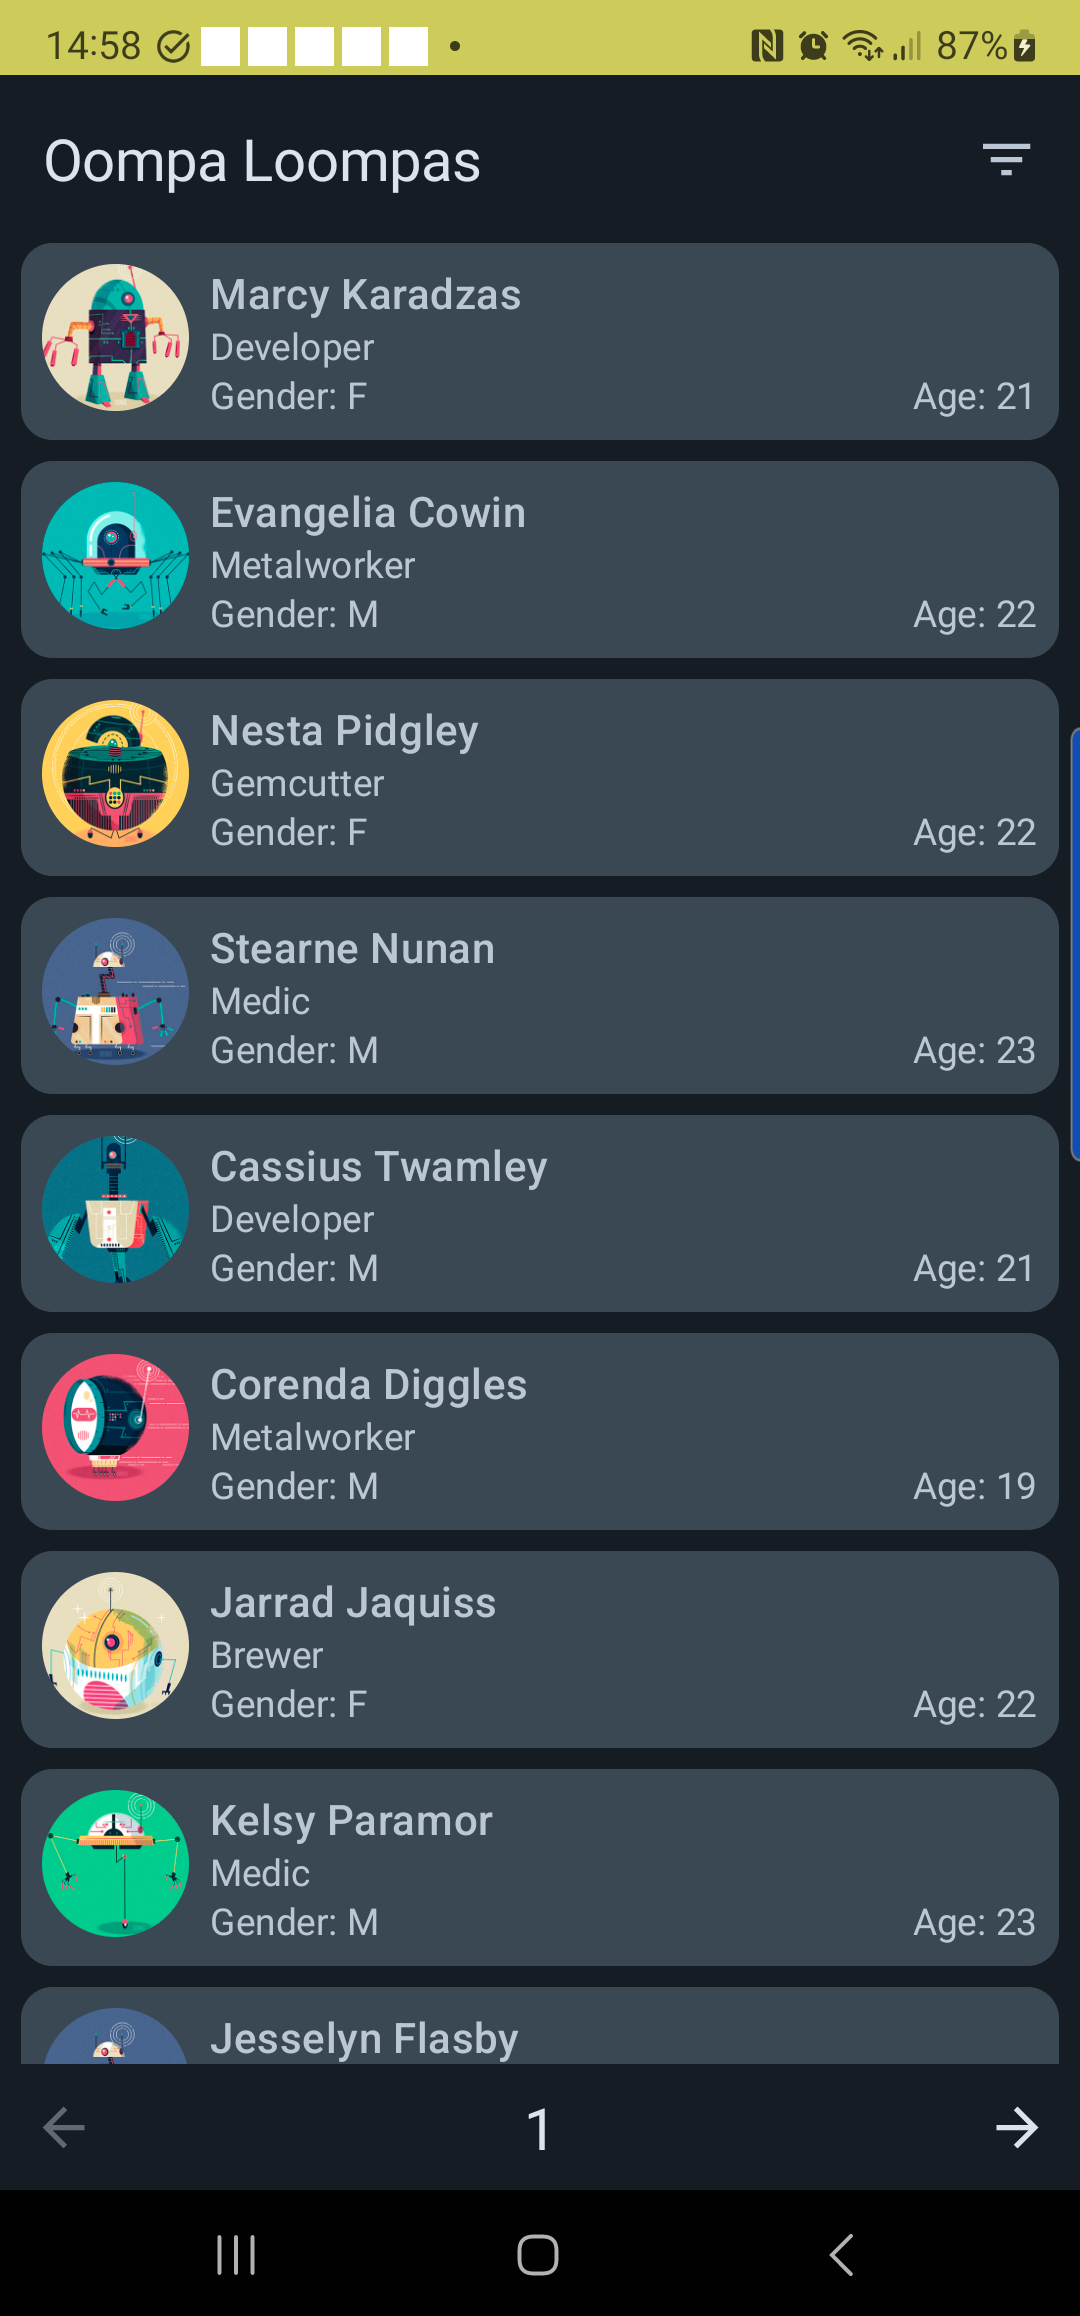 14:58 87%
Oompa Loompas
Marcy Karadzas
Developer
Gender: F Age: 21
Evangelia Cowin
Metalworker
Gender: M Age: 22
Nesta Pidgley
Gemcutter
Gender: F Age: 22
Stearne Nunan
Medic
Gender: M Age: 23
Cassius Twamley
Developer
Gender: M Age: 21
Corenda Diggles
Metalworker
Gender: M Age: 19
Jarrad Jaquiss
Brewer
Gender: F Age: 22
Kelsy Paramor
Medic
Gender: M Age: 23
Jesselyn Flasby
1